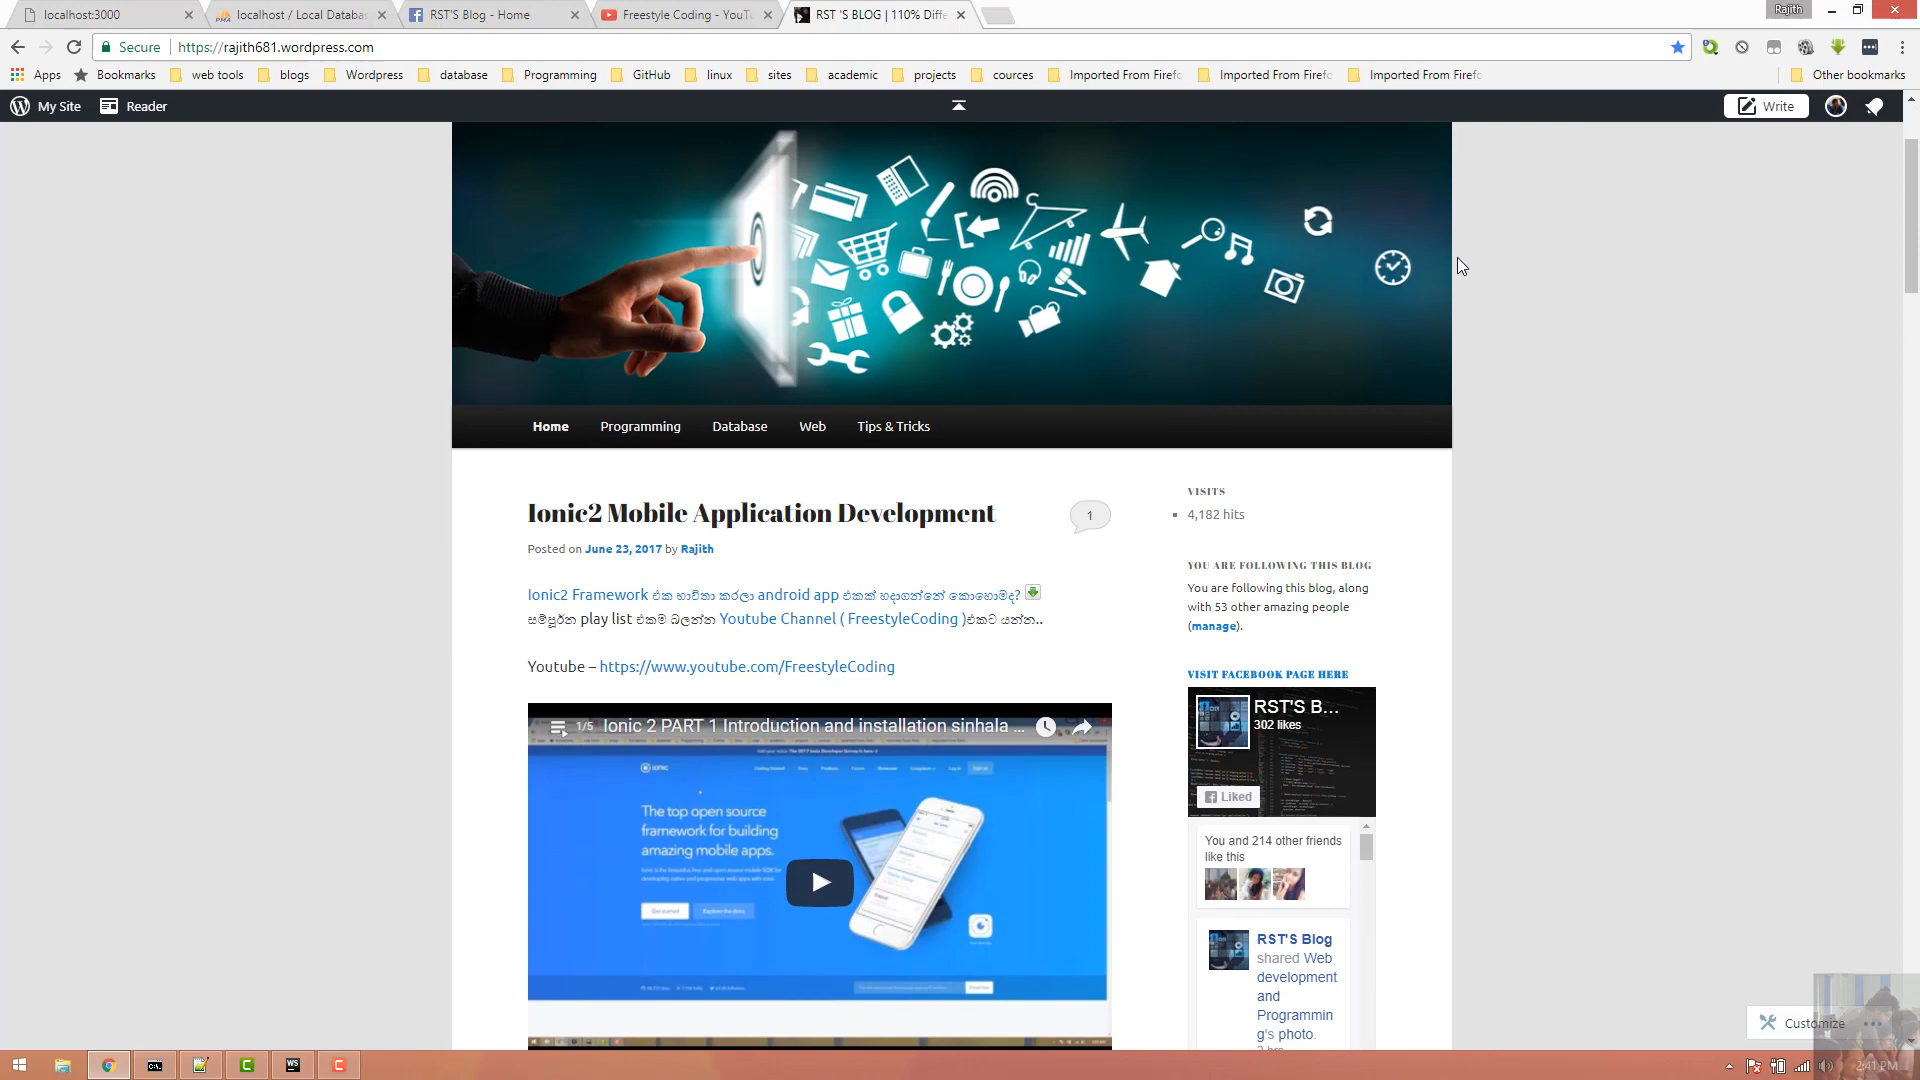 localhost:3000
localhost / Local Databas
RST'S Blog - Home
Freestyle Coding - YouTu
RST 'S BLOG | 110% Diffe
Rajith
Secure
https://rajith681.wordpress.com
Apps
Bookmarks
web tools
blogs
Wordpress
database
Programming
GitHub
linux
sites
academic
projects
cources
Imported From Firefo
Imported From Firefo
Imported From Firefo
Other bookmarks
My Site
Reader
Write
Home
Programming
Database
Web
Tips & Tricks
Ionic2 Mobile Application Development
1
Posted on June 23, 2017 by Rajith
Ionic2 Framework එක භාවිතා කරලා android app එකක් හදාගන්නේ කොහොමද?
සම්පූර්න play list එකම බලන්න Youtube Channel ( FreestyleCoding )එකට යන්න..
Youtube – https://www.youtube.com/FreestyleCoding
1/5 Ionic 2 PART 1 Introduction and installation sinhala ...
ionic
The top open source
framework for building
amazing mobile apps.
VISITS
4,182 hits
YOU ARE FOLLOWING THIS BLOG
You are following this blog, along
with 53 other amazing people
(manage).
VISIT FACEBOOK PAGE HERE
RST'S B...
302 likes
Liked
You and 214 other friends
like this
RST'S Blog
shared Web
development
and
Programmin
g's photo.
Customize
2:41 PM